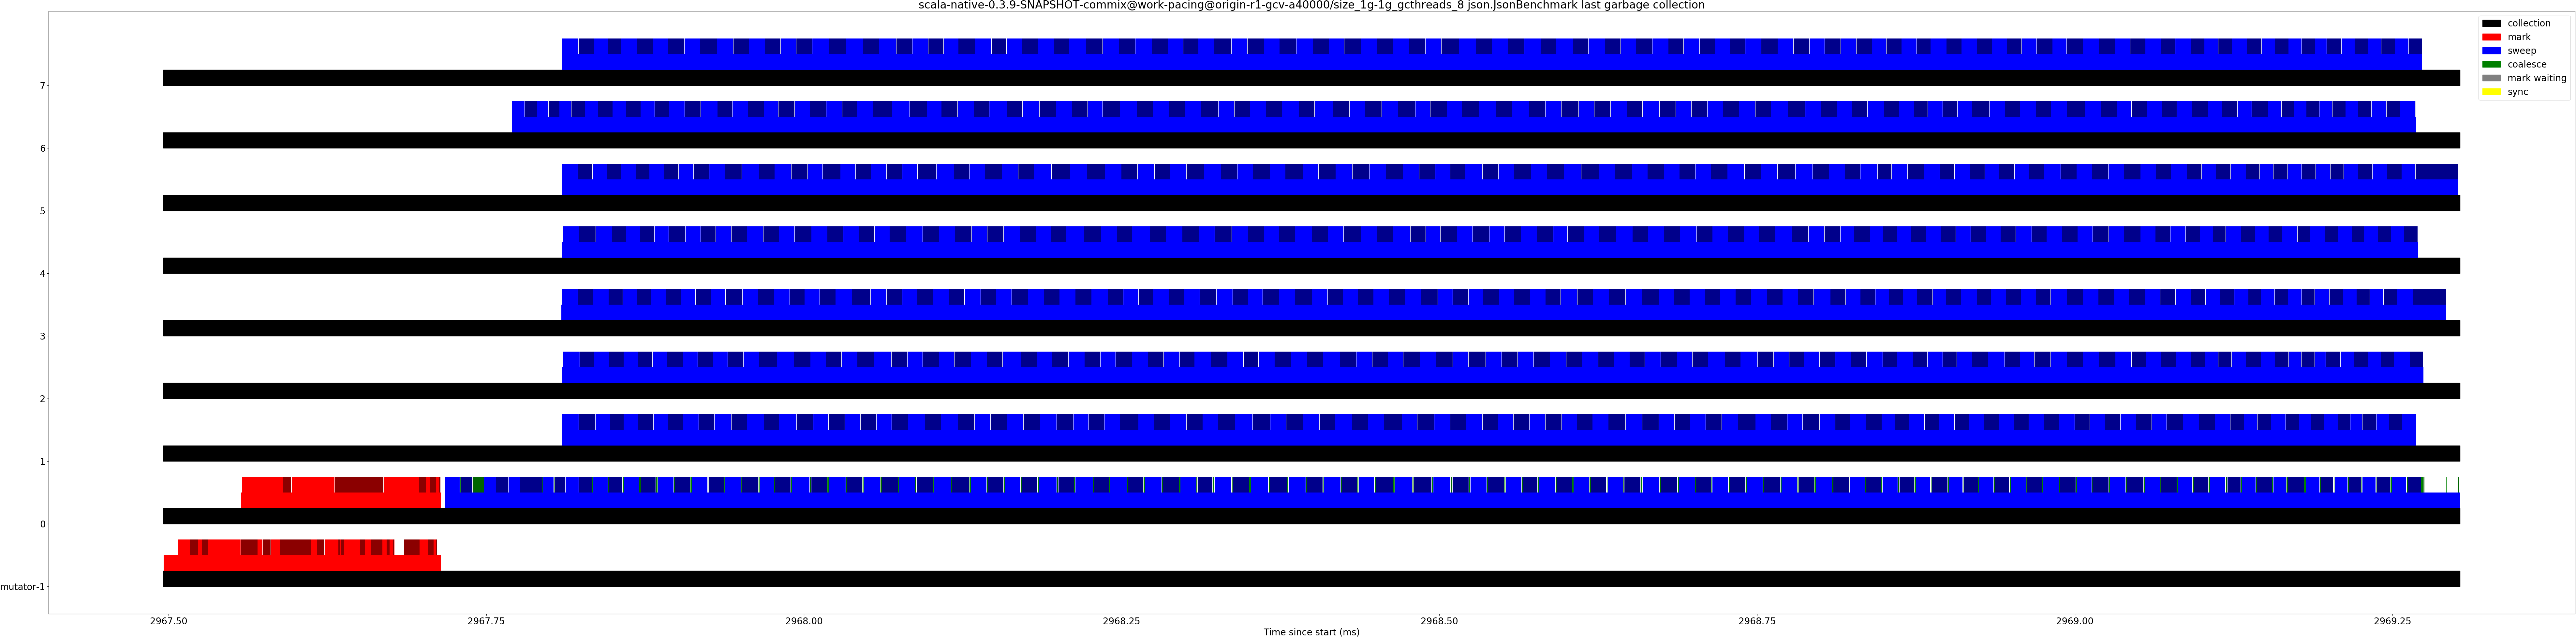 scala-native-0.3.9-SNAPSHOT-commix@work-pacing@origin-r1-gcv-a40000/size_1g-1g_gcthreads_8 json.JsonBenchmark last garbage collection
collection
mark
sweep
coalesce
mark waiting
sync
7
6
5
4
3
2
1
0
mutator-1
2967.50 2967.75 2968.00 2968.25 2968.50 2968.75 2969.00 2969.25
Time since start (ms)